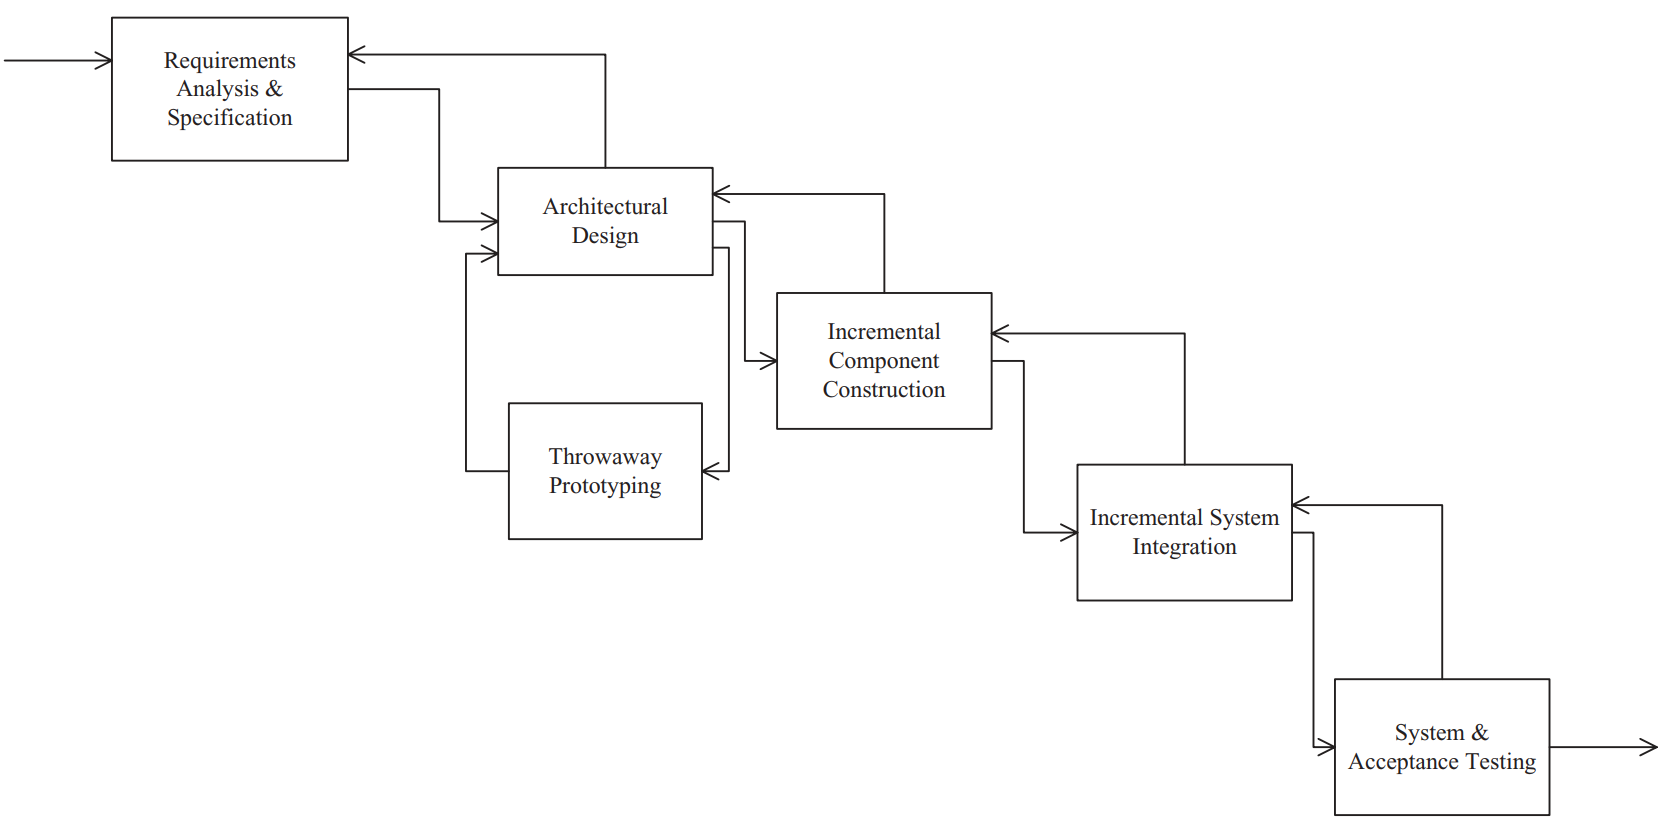 Requirements
Analysis &
Specification
Architectural
Design
Incremental
Component
Construction
Throwaway
Prototyping
Incremental System
Integration
System &
Acceptance Testing